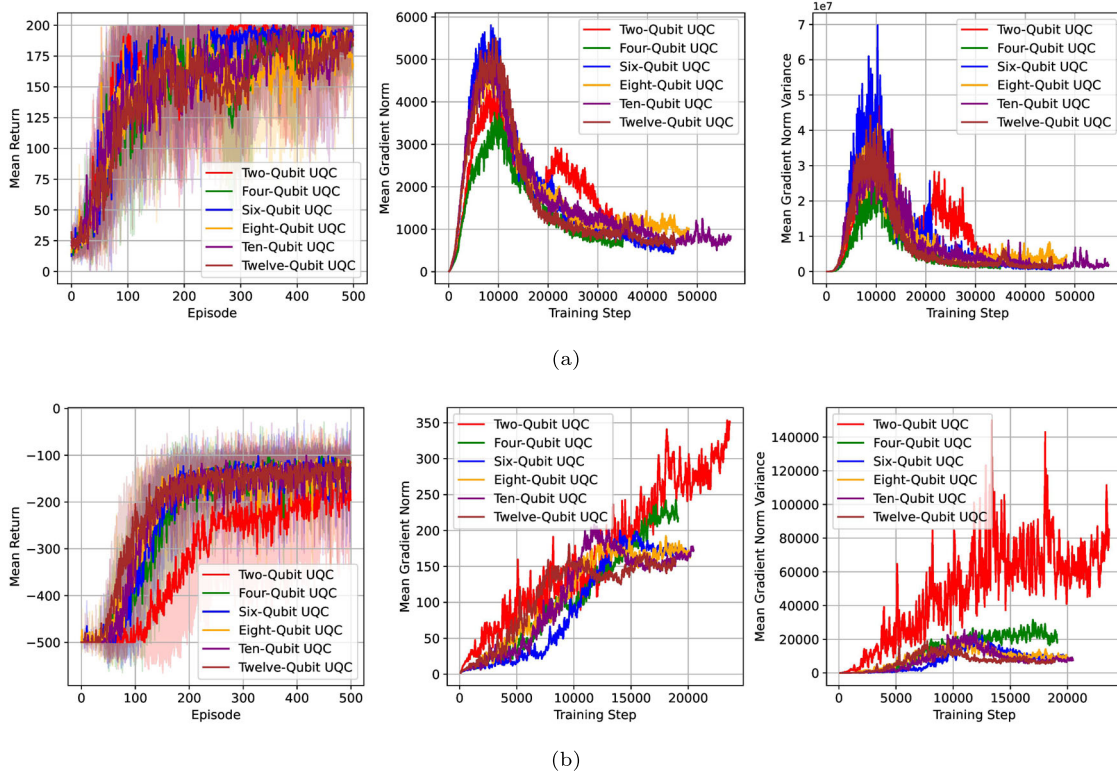 200
175
150
125
100
75
50
25
0
Mean Return
0 100 200 300 400 500
Episode
Two-Qubit UQC
Four-Qubit UQC
Six-Qubit UQC
Eight-Qubit UQC
Ten-Qubit UQC
Twelve-Qubit UQC
6000
5000
4000
3000
2000
1000
0
Mean Gradient Norm
0 10000 20000 30000 40000 50000
Training Step
Two-Qubit UQC
Four-Qubit UQC
Six-Qubit UQC
Eight-Qubit UQC
Ten-Qubit UQC
Twelve-Qubit UQC
1e7
7
6
5
4
3
2
1
0
Mean Gradient Norm Variance
0 10000 20000 30000 40000 50000
Training Step
Two-Qubit UQC
Four-Qubit UQC
Six-Qubit UQC
Eight-Qubit UQC
Ten-Qubit UQC
Twelve-Qubit UQC
(a)
0
−100
−200
−300
−400
−500
Mean Return
0 100 200 300 400 500
Episode
Two-Qubit UQC
Four-Qubit UQC
Six-Qubit UQC
Eight-Qubit UQC
Ten-Qubit UQC
Twelve-Qubit UQC
350
300
250
200
150
100
50
0
Mean Gradient Norm
0 5000 10000 15000 20000
Training Step
Two-Qubit UQC
Four-Qubit UQC
Six-Qubit UQC
Eight-Qubit UQC
Ten-Qubit UQC
Twelve-Qubit UQC
140000
120000
100000
80000
60000
40000
20000
0
Mean Gradient Norm Variance
0 5000 10000 15000 20000
Training Step
Two-Qubit UQC
Four-Qubit UQC
Six-Qubit UQC
Eight-Qubit UQC
Ten-Qubit UQC
Twelve-Qubit UQC
(b)